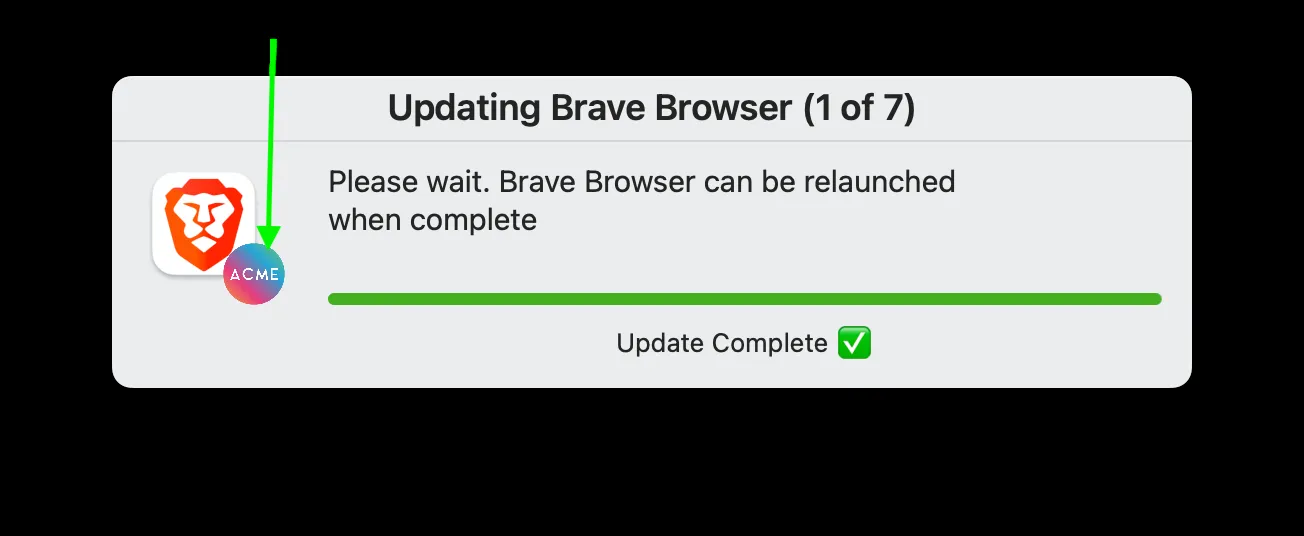 Updating Brave Browser (1 of 7)
Please wait. Brave Browser can be relaunched
when complete
ACME
Update Complete ✅